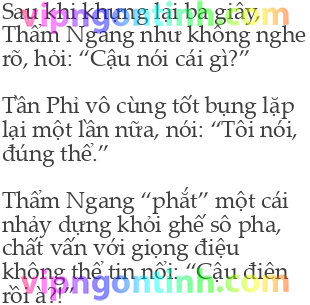 Sau khi khựng lại ba giây,
vipngontinh.com
Thẩm Ngang như không nghe
rõ, hỏi: “Cậu nói cái gì?”
Tần Phỉ vô cùng tốt bụng lặp
lại một lần nữa, nói: “Tôi nói,
đúng thể.”
Thẩm Ngang “phắt” một cái
nhảy dựng khỏi ghế sô pha,
chất vấn với giọng điệu
không thể tin nổi: “Cậu điên
vipngontinh.com
rồi à?!”